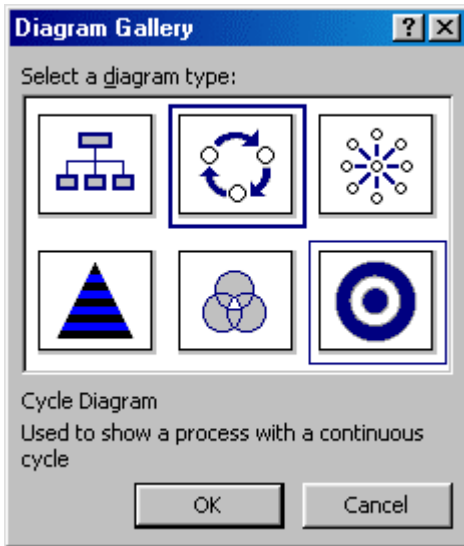 Diagram Gallery
Select a diagram type:
Cycle Diagram
Used to show a process with a continuous
cycle
OK Cancel